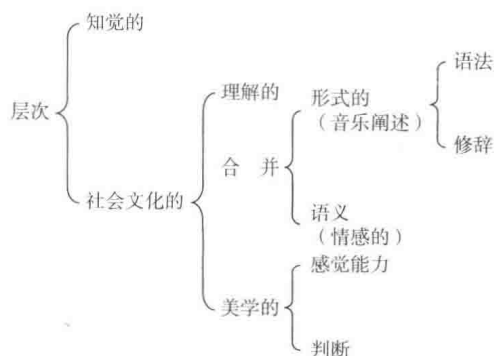 知觉的
语法
理解的
形式的
（音乐阐述）
层次
修辞
合 并
社会文化的
语义
（情感的）
感觉能力
美学的
判断